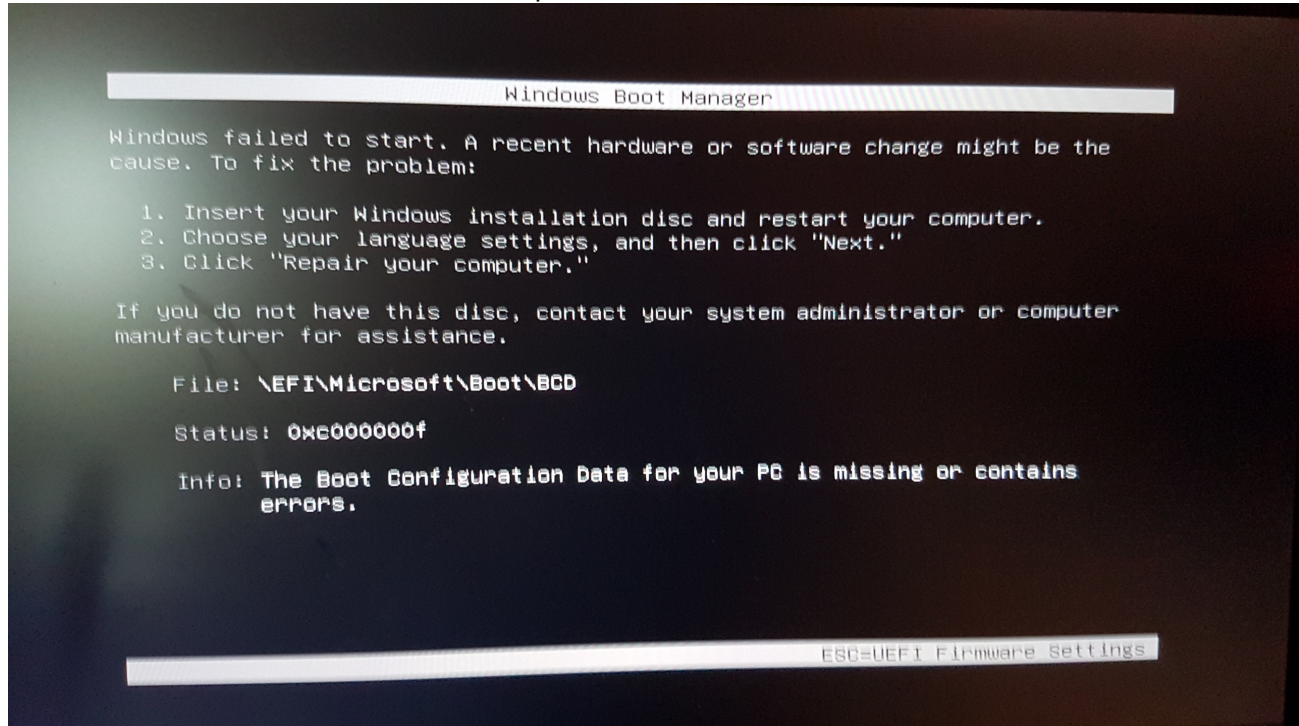 Windows Boot Manager
Windows failed to start. A recent hardware or software change might be the
cause. To fix the problem:
1. Insert your Windows installation disc and restart your computer.
2. Choose your language settings, and then click "Next."
3. Click "Repair your computer."
If you do not have this disc, contact your system administrator or computer
manufacturer for assistance.
File: \EFI\Microsoft\Boot\BCD
Status: 0xc000000f
Info: The Boot Configuration Data for your PC is missing or contains
errors.
ESC=UEFI Firmware Settings